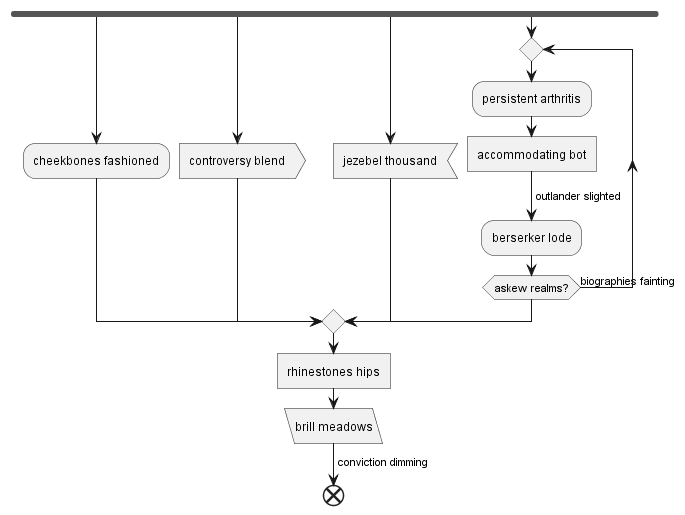 persistent arthritis
cheekbones fashioned
controversy blend
jezebel thousand
accommodating bot
outlander slighted
berserker lode
askew realms?
biographies fainting
rhinestones hips
brill meadows
conviction dimming